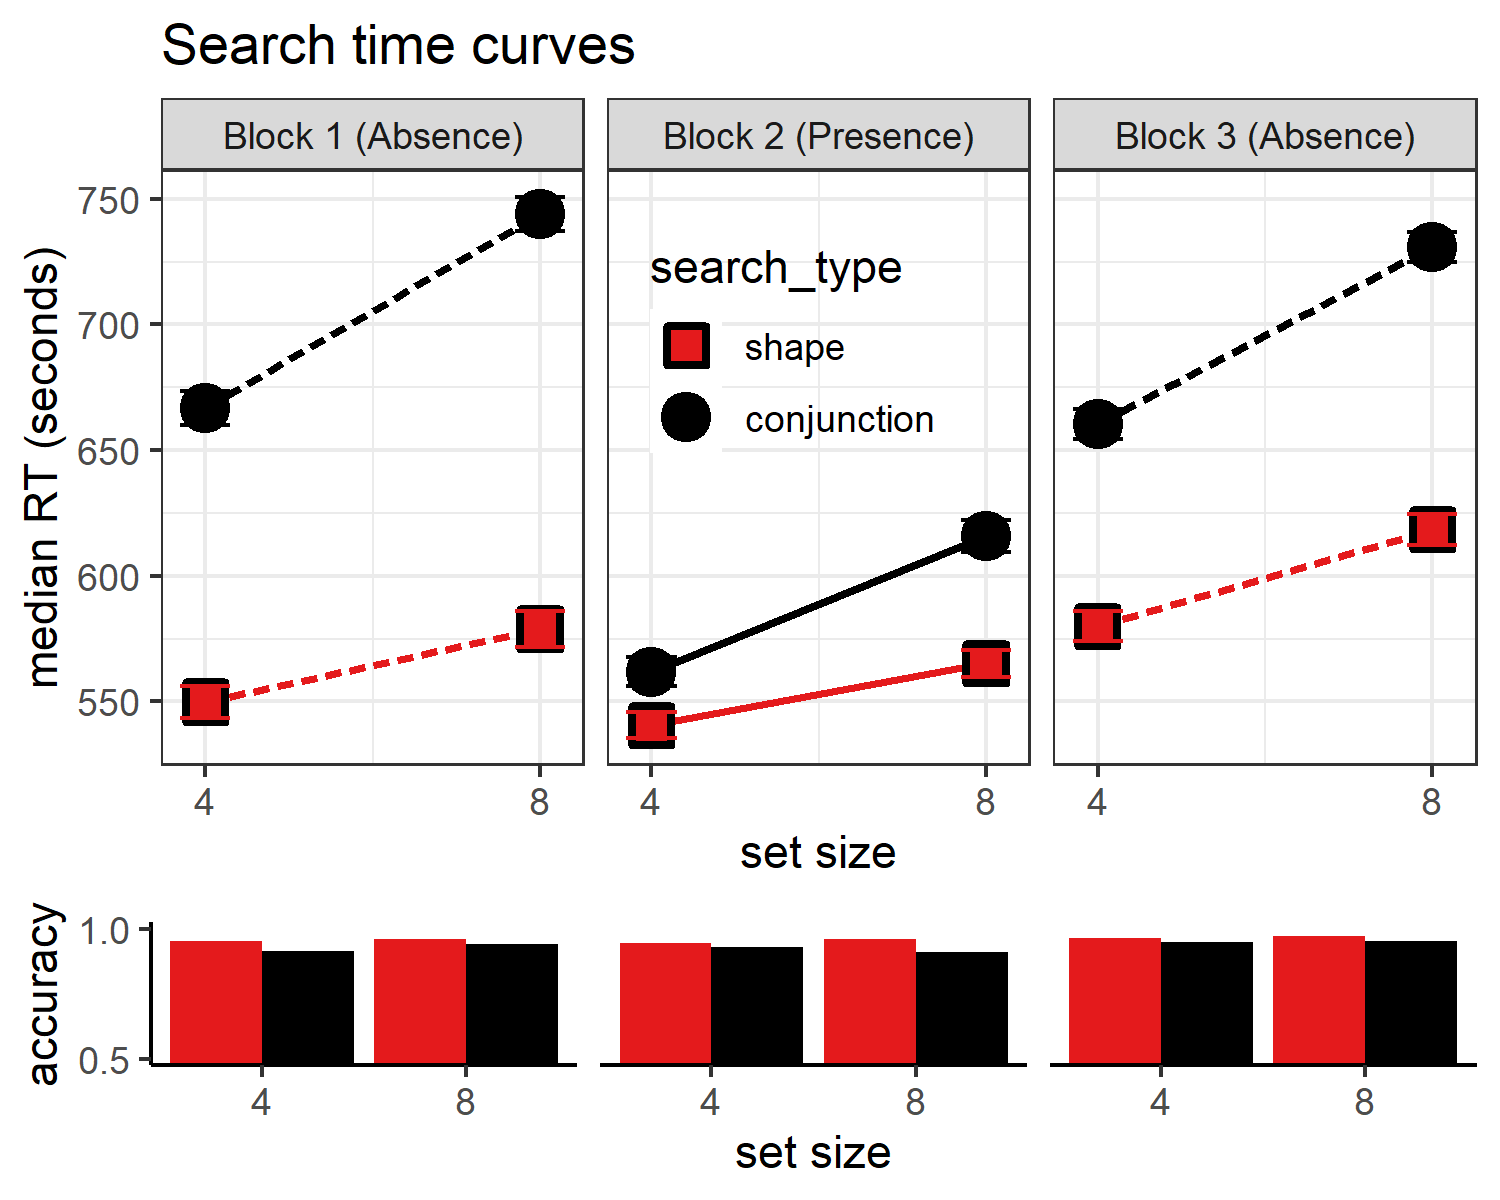 Search time curves
Block 1 (Absence) Block 2 (Presence) Block 3 (Absence)
median RT (seconds)
750
700
650
600
550
search_type
shape
conjunction
4 8 4 8 4 8
set size
accuracy
1.0
0.5
4 8 4 8 4 8
set size